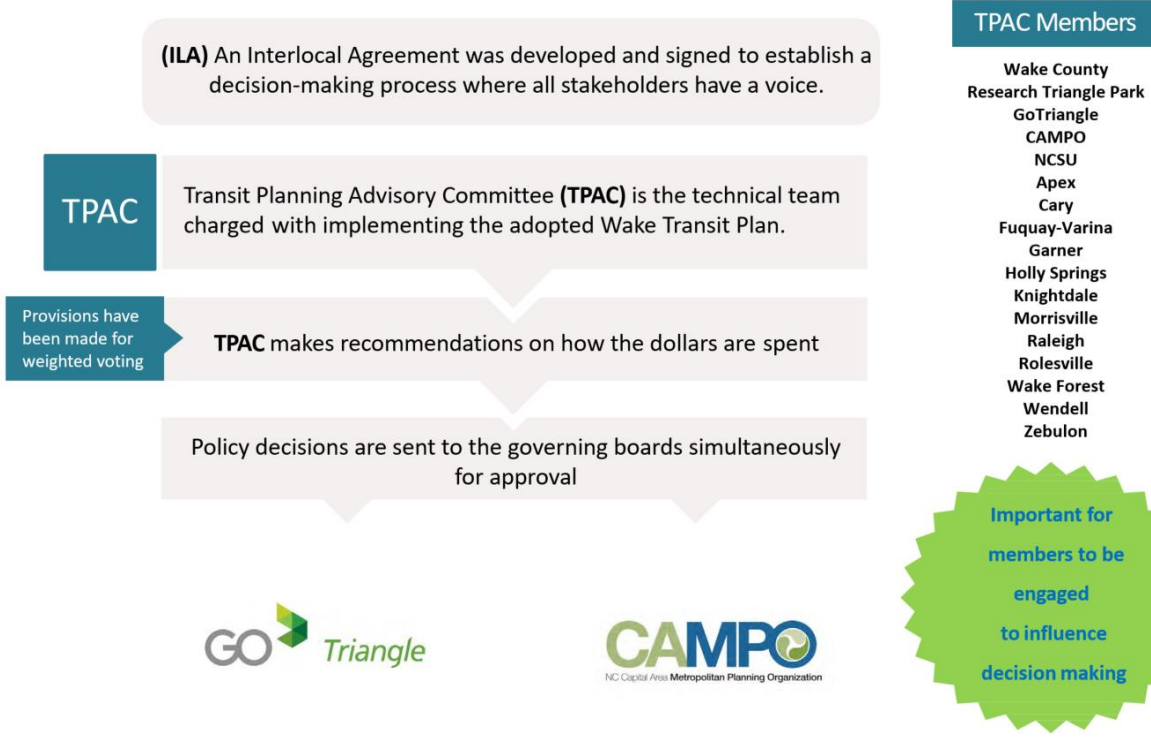 (ILA) An Interlocal Agreement was developed and signed to establish a
decision-making process where all stakeholders have a voice.
TPAC
Transit Planning Advisory Committee (TPAC) is the technical team
charged with implementing the adopted Wake Transit Plan.
Provisions have
been made for
weighted voting
TPAC makes recommendations on how the dollars are spent
Policy decisions are sent to the governing boards simultaneously
for approval
GO Triangle
CAMPO
NC Capital Area Metropolitan Planning Organization
TPAC Members
Wake County
Research Triangle Park
GoTriangle
CAMPO
NCSU
Apex
Cary
Fuquay-Varina
Garner
Holly Springs
Knightdale
Morrisville
Raleigh
Rolesville
Wake Forest
Wendell
Zebulon
Important for
members to be
engaged
to influence
decision making